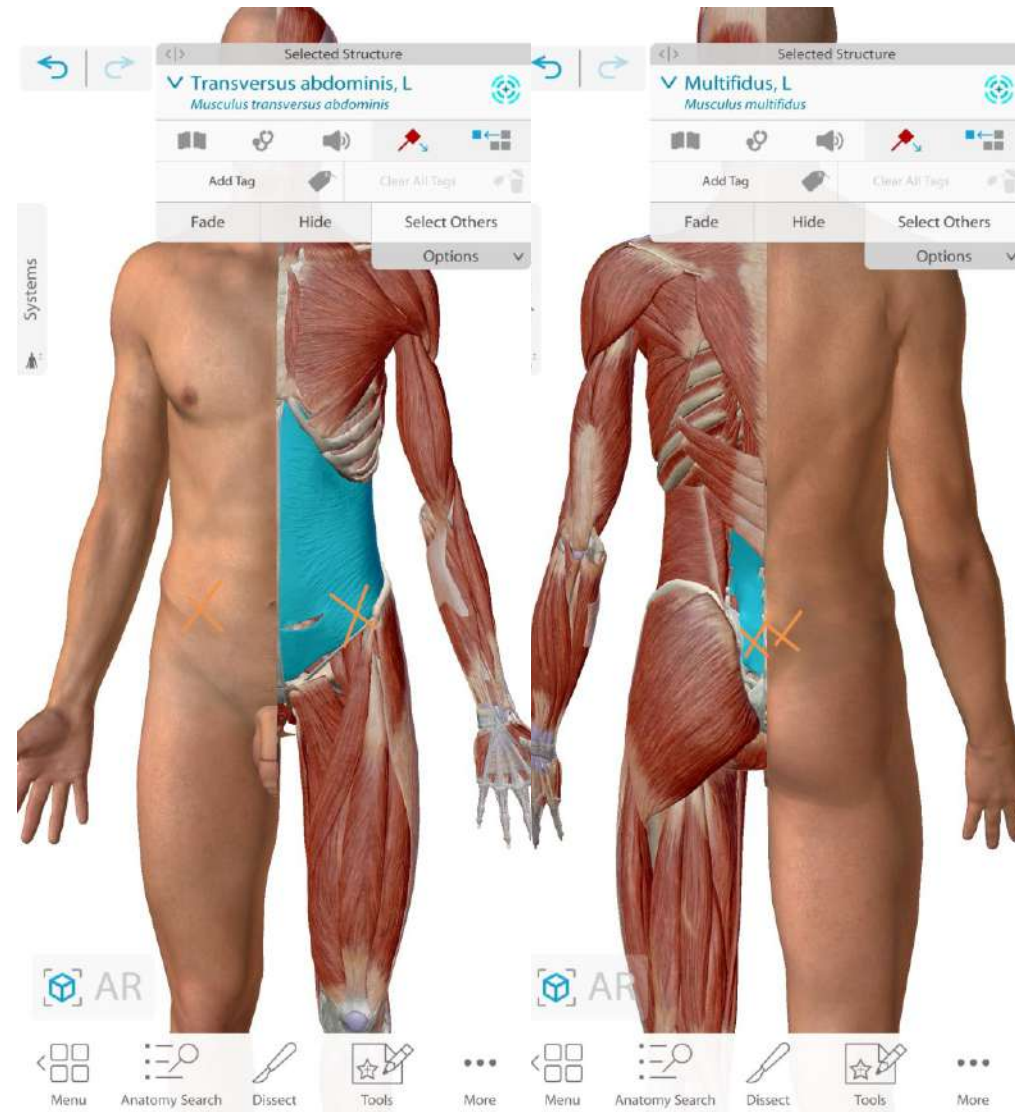 Selected Structure
Transversus abdominis, L
Musculus transversus abdominis
Add Tag
Clear All Tags
Fade
Hide
Select Others
Options
Systems
AR
Menu
Anatomy Search
Dissect
Tools
More
Selected Structure
Multifidus, L
Musculus multifidus
Add Tag
Clear All Tags
Fade
Hide
Select Others
Options
AR
Menu
Anatomy Search
Dissect
Tools
More